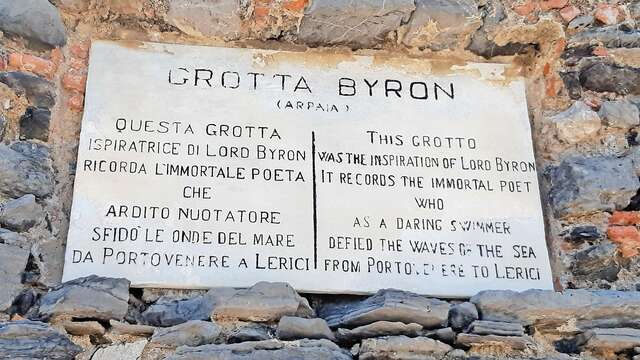 GROTTA BYRON
(ARPAIA)
QUESTA GROTTA
ISPIRATRICE DI LORD BYRON
RICORDA L'IMMORTALE POETA
CHE
ARDITO NUOTATORE
SFIDO' LE ONDE DEL MARE
DA PORTOVENERE A LERICI
THIS GROTTO
WAS THE INSPIRATION OF LORD BYRON
IT RECORDS THE IMMORTAL POET
WHO
AS A DARING SWIMMER
DEFIED THE WAVES OF THE SEA
FROM PORTOVENERE TO LERICI